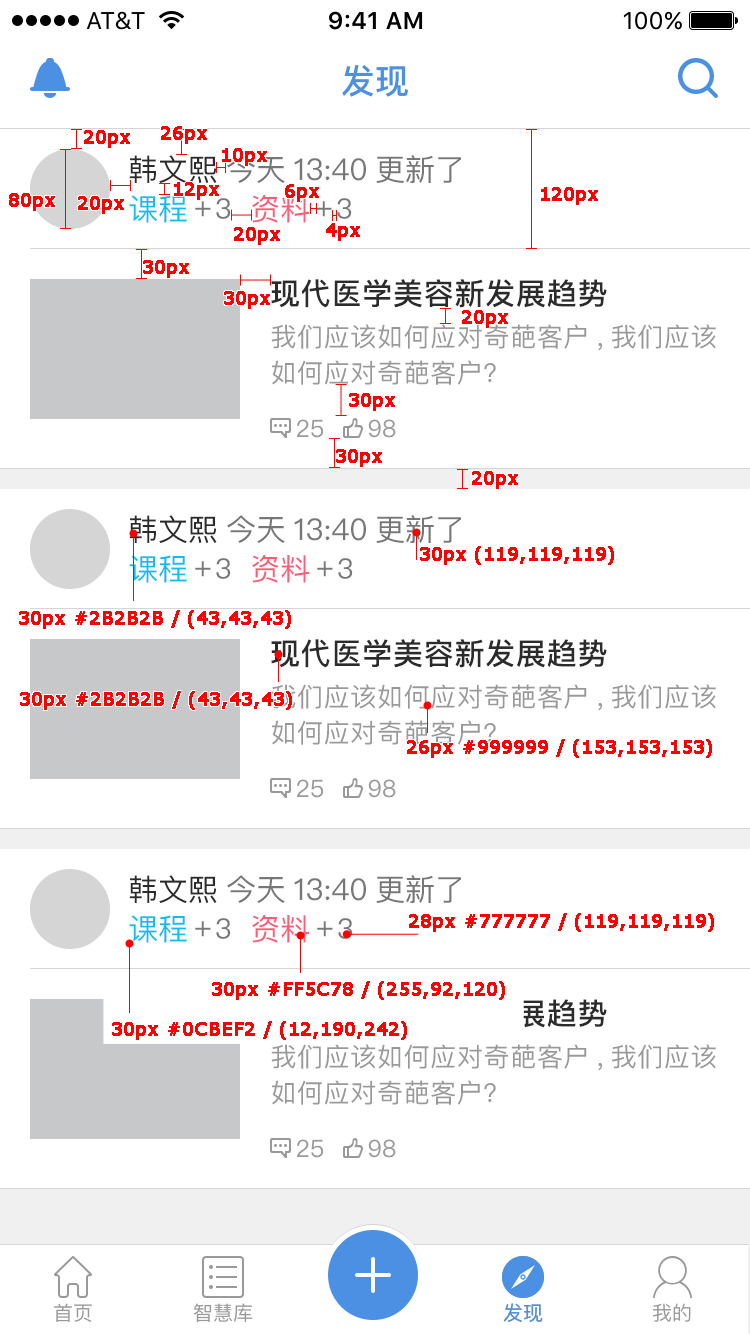 ●●●●● AT&T 9:41 AM 100%
发现
20px 26px
韩文熙 今天 13:40 更新了
10px
80px 20px 12px 6px 120px
课程 +3 资料 +3
20px 4px
30px
30px
现代医学美容新发展趋势
20px
我们应该如何应对奇葩客户，我们应该
如何应对奇葩客户？
30px
25 98
30px
20px
韩文熙 今天 13:40 更新了
30px (119,119,119)
课程 +3 资料 +3
30px #2B2B2B / (43,43,43)
现代医学美容新发展趋势
30px #2B2B2B / (43,43,43)
我们应该如何应对奇葩客户，我们应该
如何应对奇葩客户？
26px #999999 / (153,153,153)
25 98
韩文熙 今天 13:40 更新了
课程 +3 资料 +3
28px #777777 / (119,119,119)
30px #FF5C78 / (255,92,120)
展趋势
30px #0CBEF2 / (12,190,242)
我们应该如何应对奇葩客户，我们应该
如何应对奇葩客户？
25 98
首页 智慧库 发现 我的